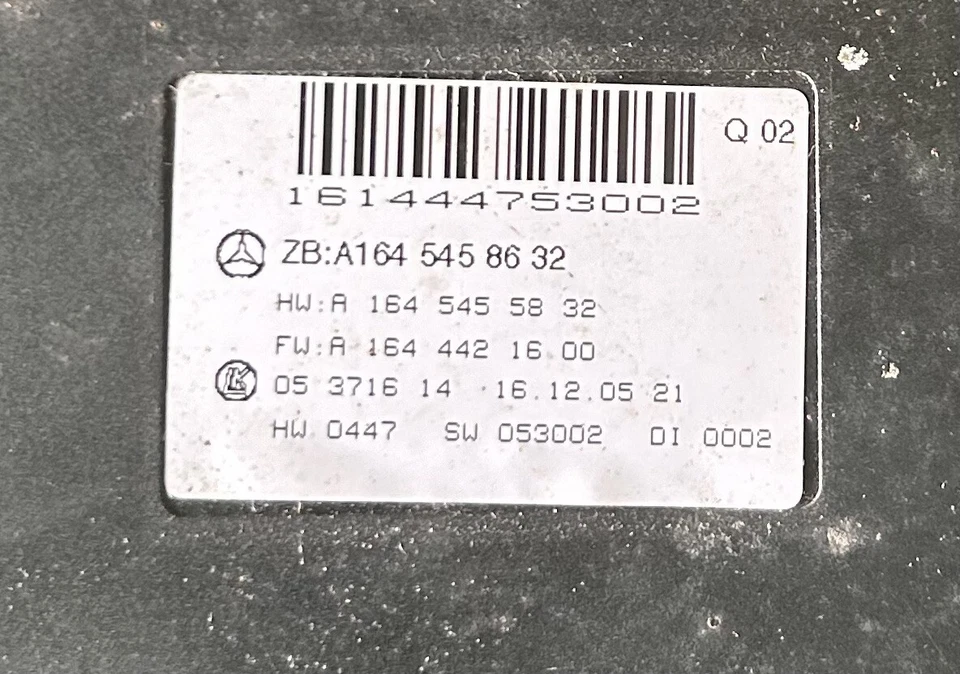 Q 02
161444753002
ZB:A164 545 86 32
HW:A 164 545 58 32
FW:A 164 442 16 00
05 3716 14 16.12.05 21
HW 0447 SW 053002 DI 0002